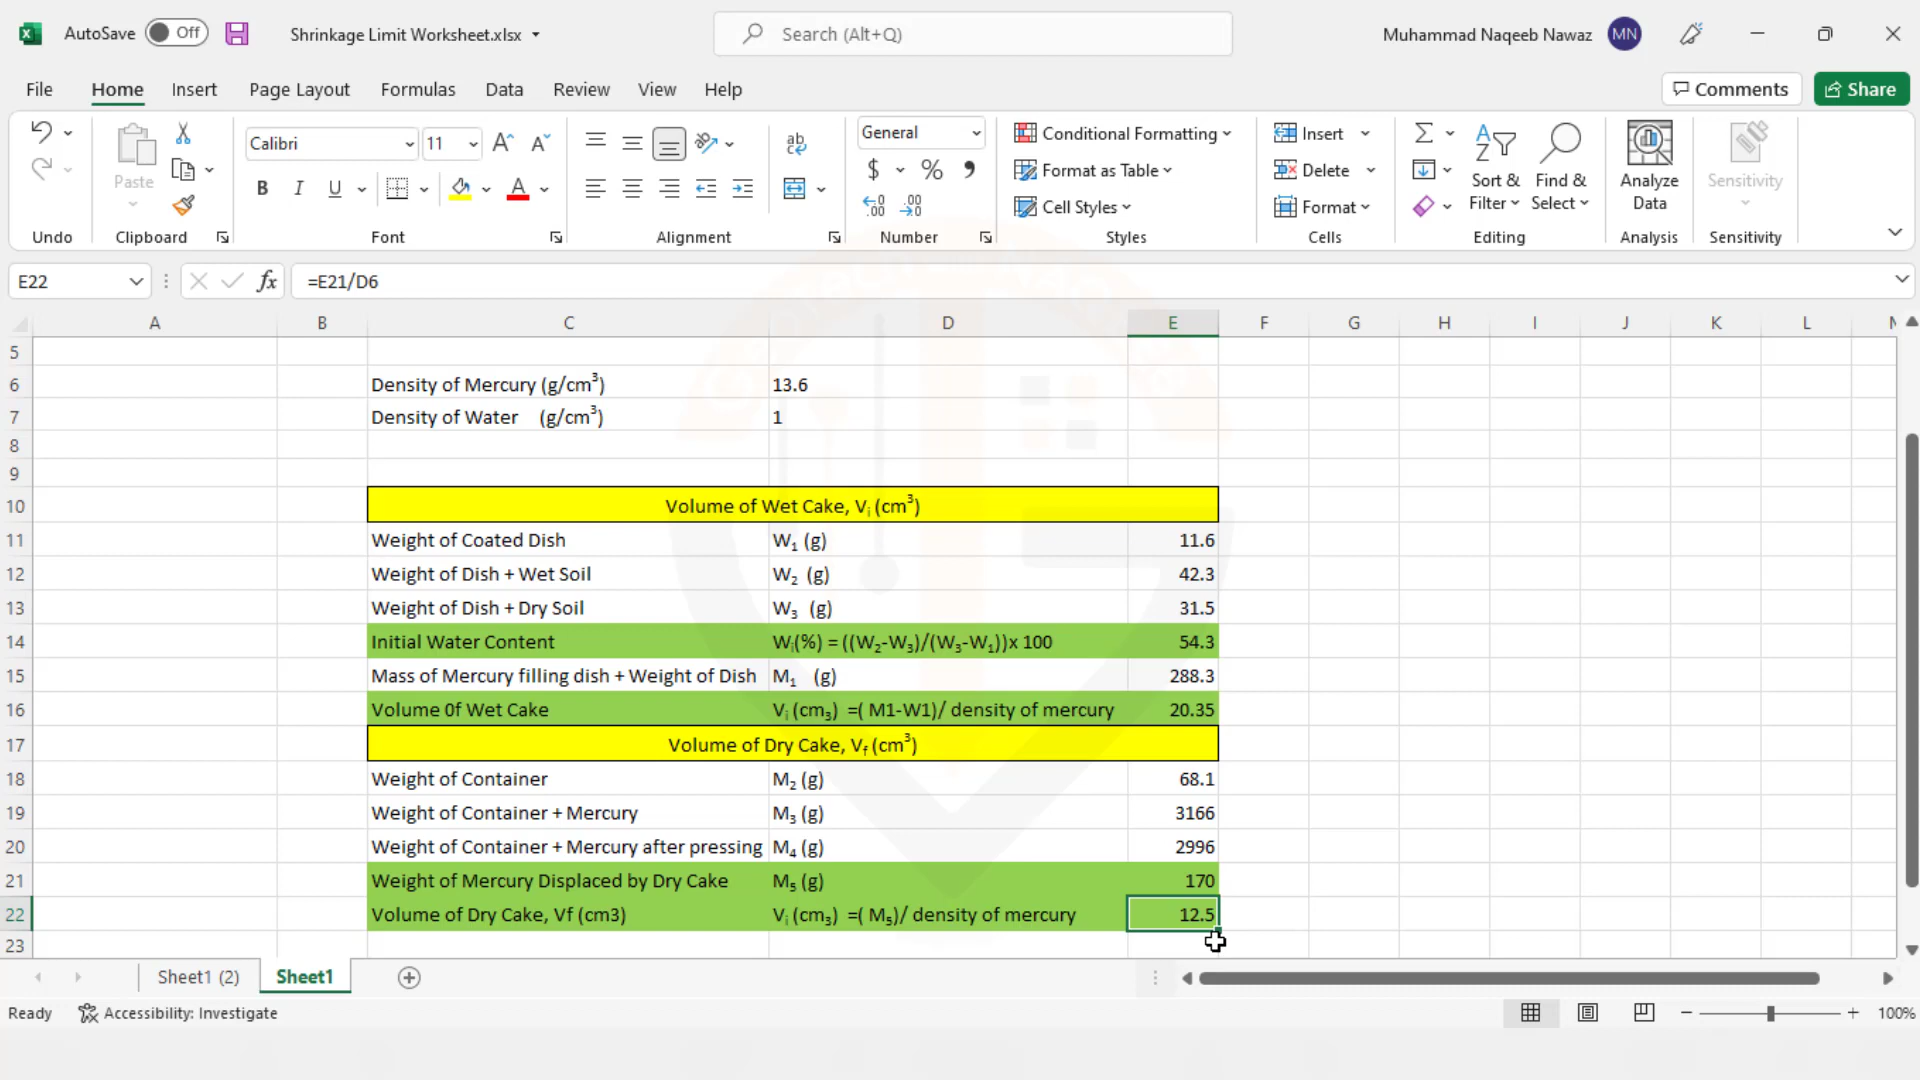 AutoSave Off Shrinkage Limit Worksheet.xlsx Search (Alt+Q) Muhammad Naqeeb Nawaz MN
File Home Insert Page Layout Formulas Data Review View Help Comments Share
Paste Calibri 11 General Conditional Formatting Insert
Format as Table Delete Sort & Find & Analyze Sensitivity
Cell Styles Format Filter Select Data
Undo Clipboard Font Alignment Number Styles Cells Editing Analysis Sensitivity
E22 fx =E21/D6
A B C D E F G H I J K L
5
6 Density of Mercury (g/cm³) 13.6
7 Density of Water (g/cm³) 1
8
9
10 Volume of Wet Cake, Vᵢ (cm³)
11 Weight of Coated Dish W₁ (g) 11.6
12 Weight of Dish + Wet Soil W₂ (g) 42.3
13 Weight of Dish + Dry Soil W₃ (g) 31.5
14 Initial Water Content Wᵢ(%) = ((W₂-W₃)/(W₃-W₁))x 100 54.3
15 Mass of Mercury filling dish + Weight of Dish M₁ (g) 288.3
16 Volume 0f Wet Cake Vᵢ (cm₃) =( M1-W1)/ density of mercury 20.35
17 Volume of Dry Cake, Vf (cm³)
18 Weight of Container M₂ (g) 68.1
19 Weight of Container + Mercury M₃ (g) 3166
20 Weight of Container + Mercury after pressing M₄ (g) 2996
21 Weight of Mercury Displaced by Dry Cake M₅ (g) 170
22 Volume of Dry Cake, Vf (cm3) Vᵢ (cm₃) =( M₅)/ density of mercury 12.5
23
Sheet1 (2) Sheet1
Ready Accessibility: Investigate 100%